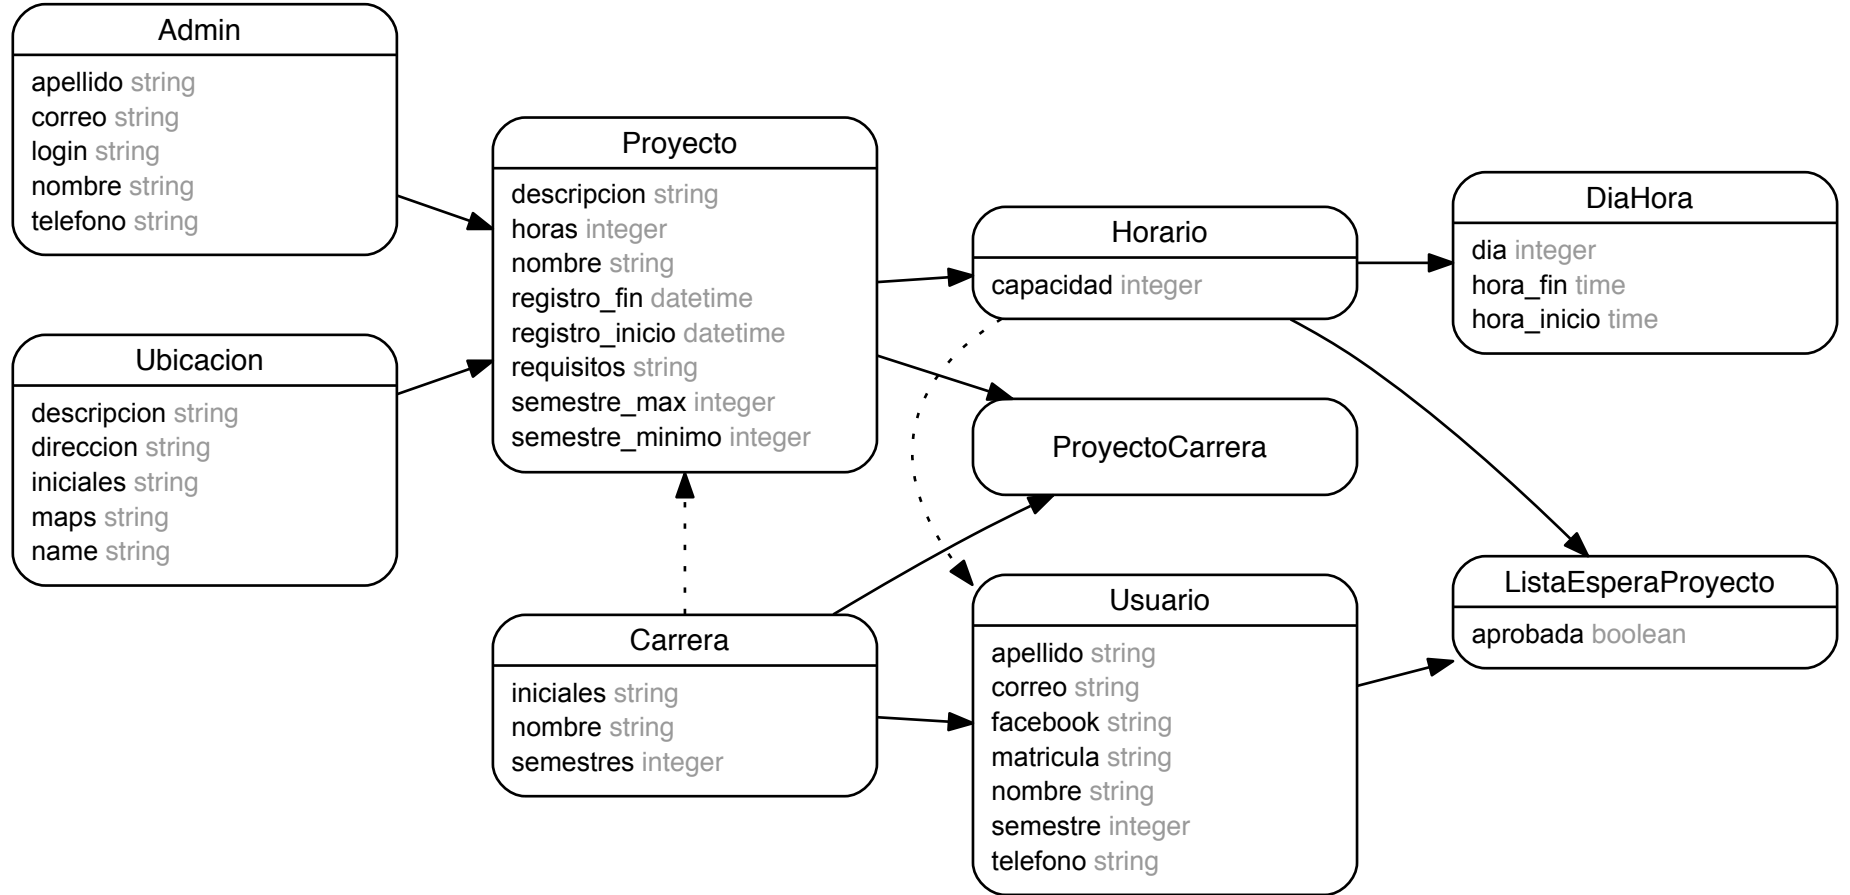 Admin
apellido string
correo string
login string
nombre string
telefono string
Ubicacion
descripcion string
direccion string
iniciales string
maps string
name string
Proyecto
descripcion string
horas integer
nombre string
registro_fin datetime
registro_inicio datetime
requisitos string
semestre_max integer
semestre_minimo integer
Carrera
iniciales string
nombre string
semestres integer
Horario
capacidad integer
ProyectoCarrera
Usuario
apellido string
correo string
facebook string
matricula string
nombre string
semestre integer
telefono string
DiaHora
dia integer
hora_fin time
hora_inicio time
ListaEsperaProyecto
aprobada boolean